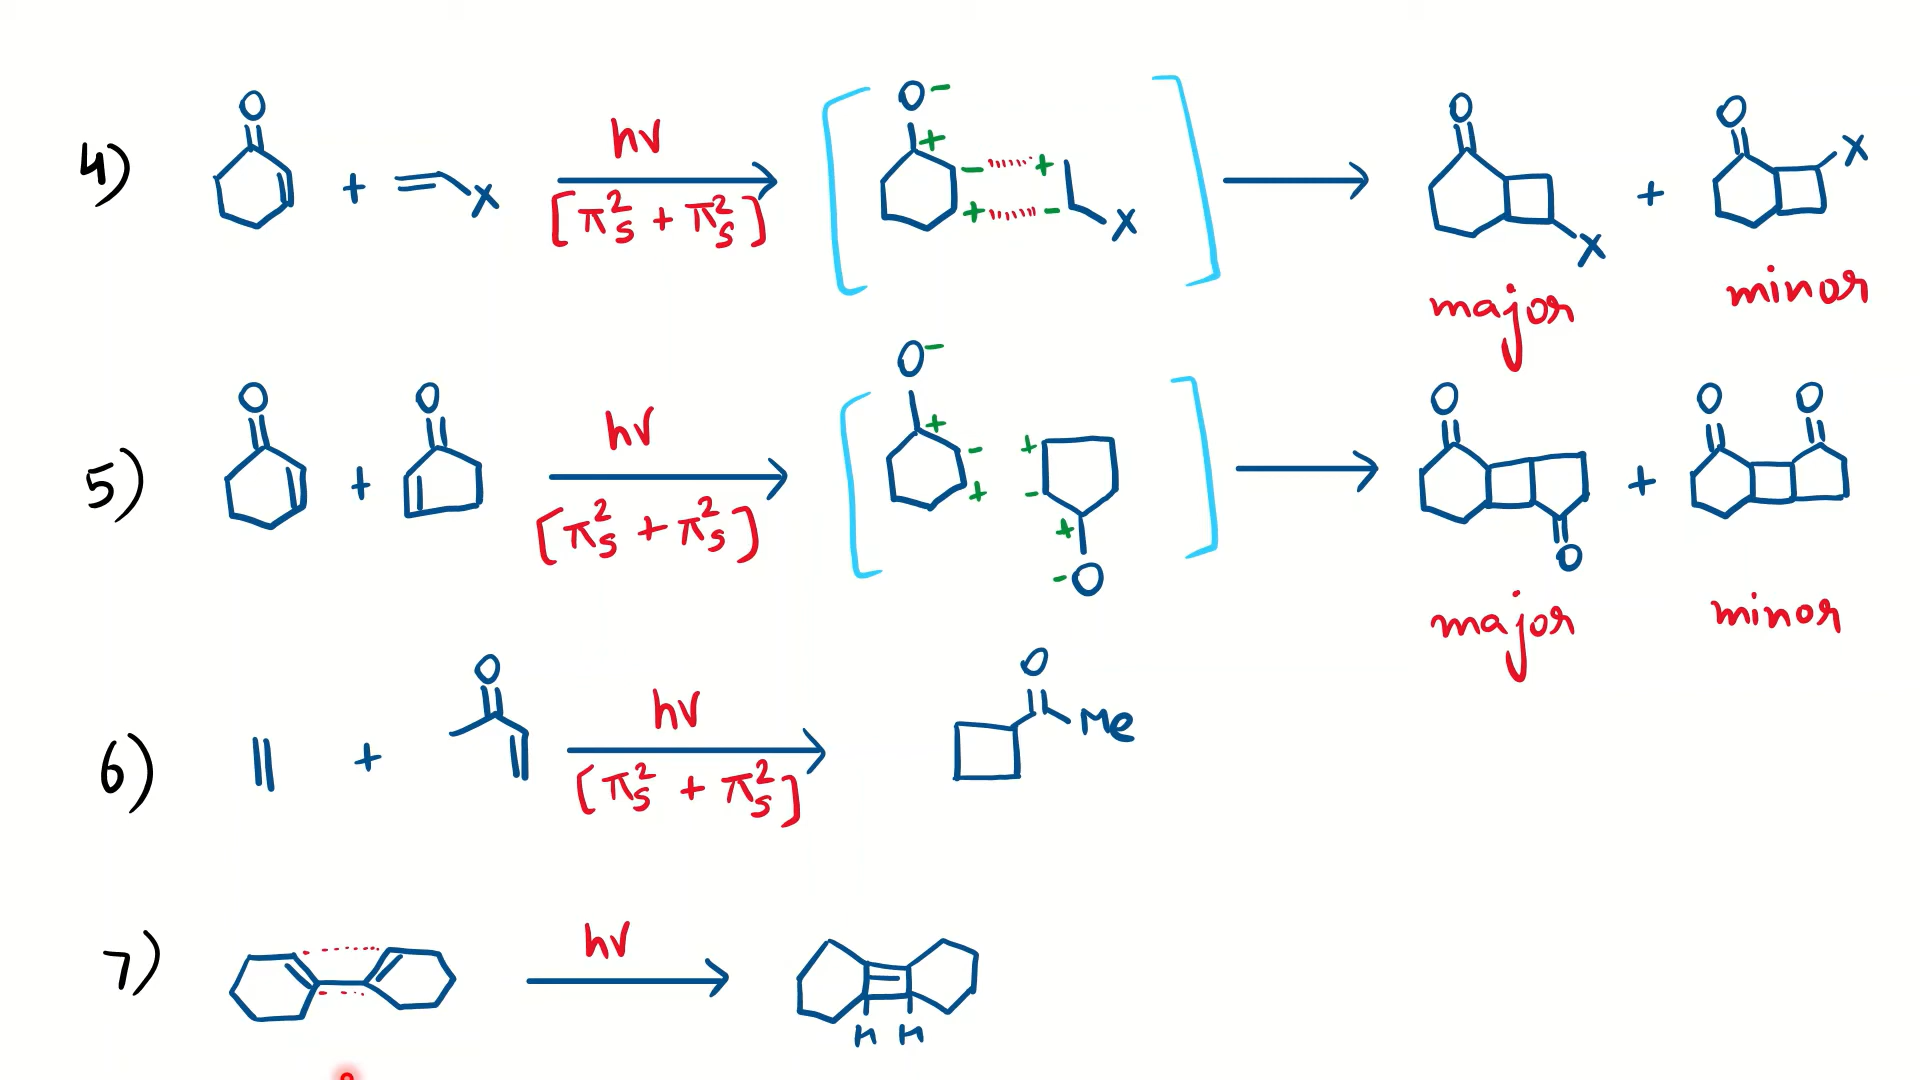 4) O + X hν [π²s + π²s] O⁻ + - + + - X O X + O X
major minor
5) O + O hν [π²s + π²s] O⁻ + - + + - + -O O O + O O
major minor
6) + O hν [π²s + π²s] O Me
7) hν H H